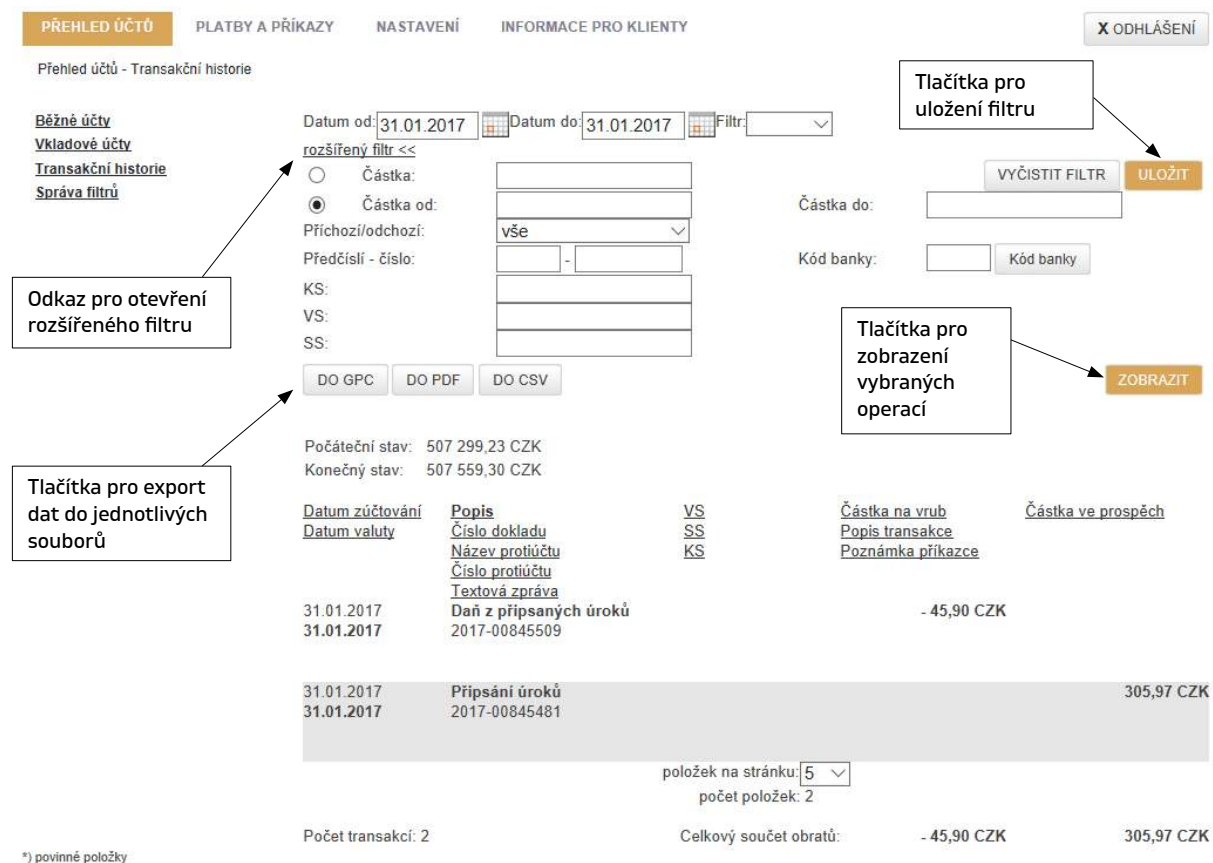 PŘEHLED ÚČTŮ PLATBY A PŘÍKAZY NASTAVENÍ INFORMACE PRO KLIENTY X ODHLÁŠENÍ
Přehled účtů - Transakční historie
Tlačítka pro
uložení filtru
Běžné účty
Vkladové účty
Transakční historie
Správa filtrů
Datum od: 31.01.2017 Datum do: 31.01.2017 Filtr:
rozšířený filtr <<
Částka: VYČISTIT FILTR ULOŽIT
Částka od: Částka do:
Příchozí/odchozí: vše
Předčíslí - číslo: - Kód banky: Kód banky
KS:
VS:
SS:
Odkaz pro otevření
rozšířeného filtru
Tlačítka pro
zobrazení
vybraných
operací
DO GPC DO PDF DO CSV ZOBRAZIT
Počáteční stav: 507 299,23 CZK
Konečný stav: 507 559,30 CZK
Tlačítka pro export
dat do jednotlivých
souborů
Datum zúčtování Popis VS Částka na vrub Částka ve prospěch
Datum valuty Číslo dokladu SS Popis transakce
Název protiúčtu KS Poznámka příkazce
Číslo protiúčtu
Textová zpráva
31.01.2017 Daň z připsaných úroků - 45,90 CZK
31.01.2017 2017-00845509
31.01.2017 Připsání úroků 305,97 CZK
31.01.2017 2017-00845481
položek na stránku: 5
počet položek: 2
Počet transakcí: 2 Celkový součet obratů: - 45,90 CZK 305,97 CZK
*) povinné položky